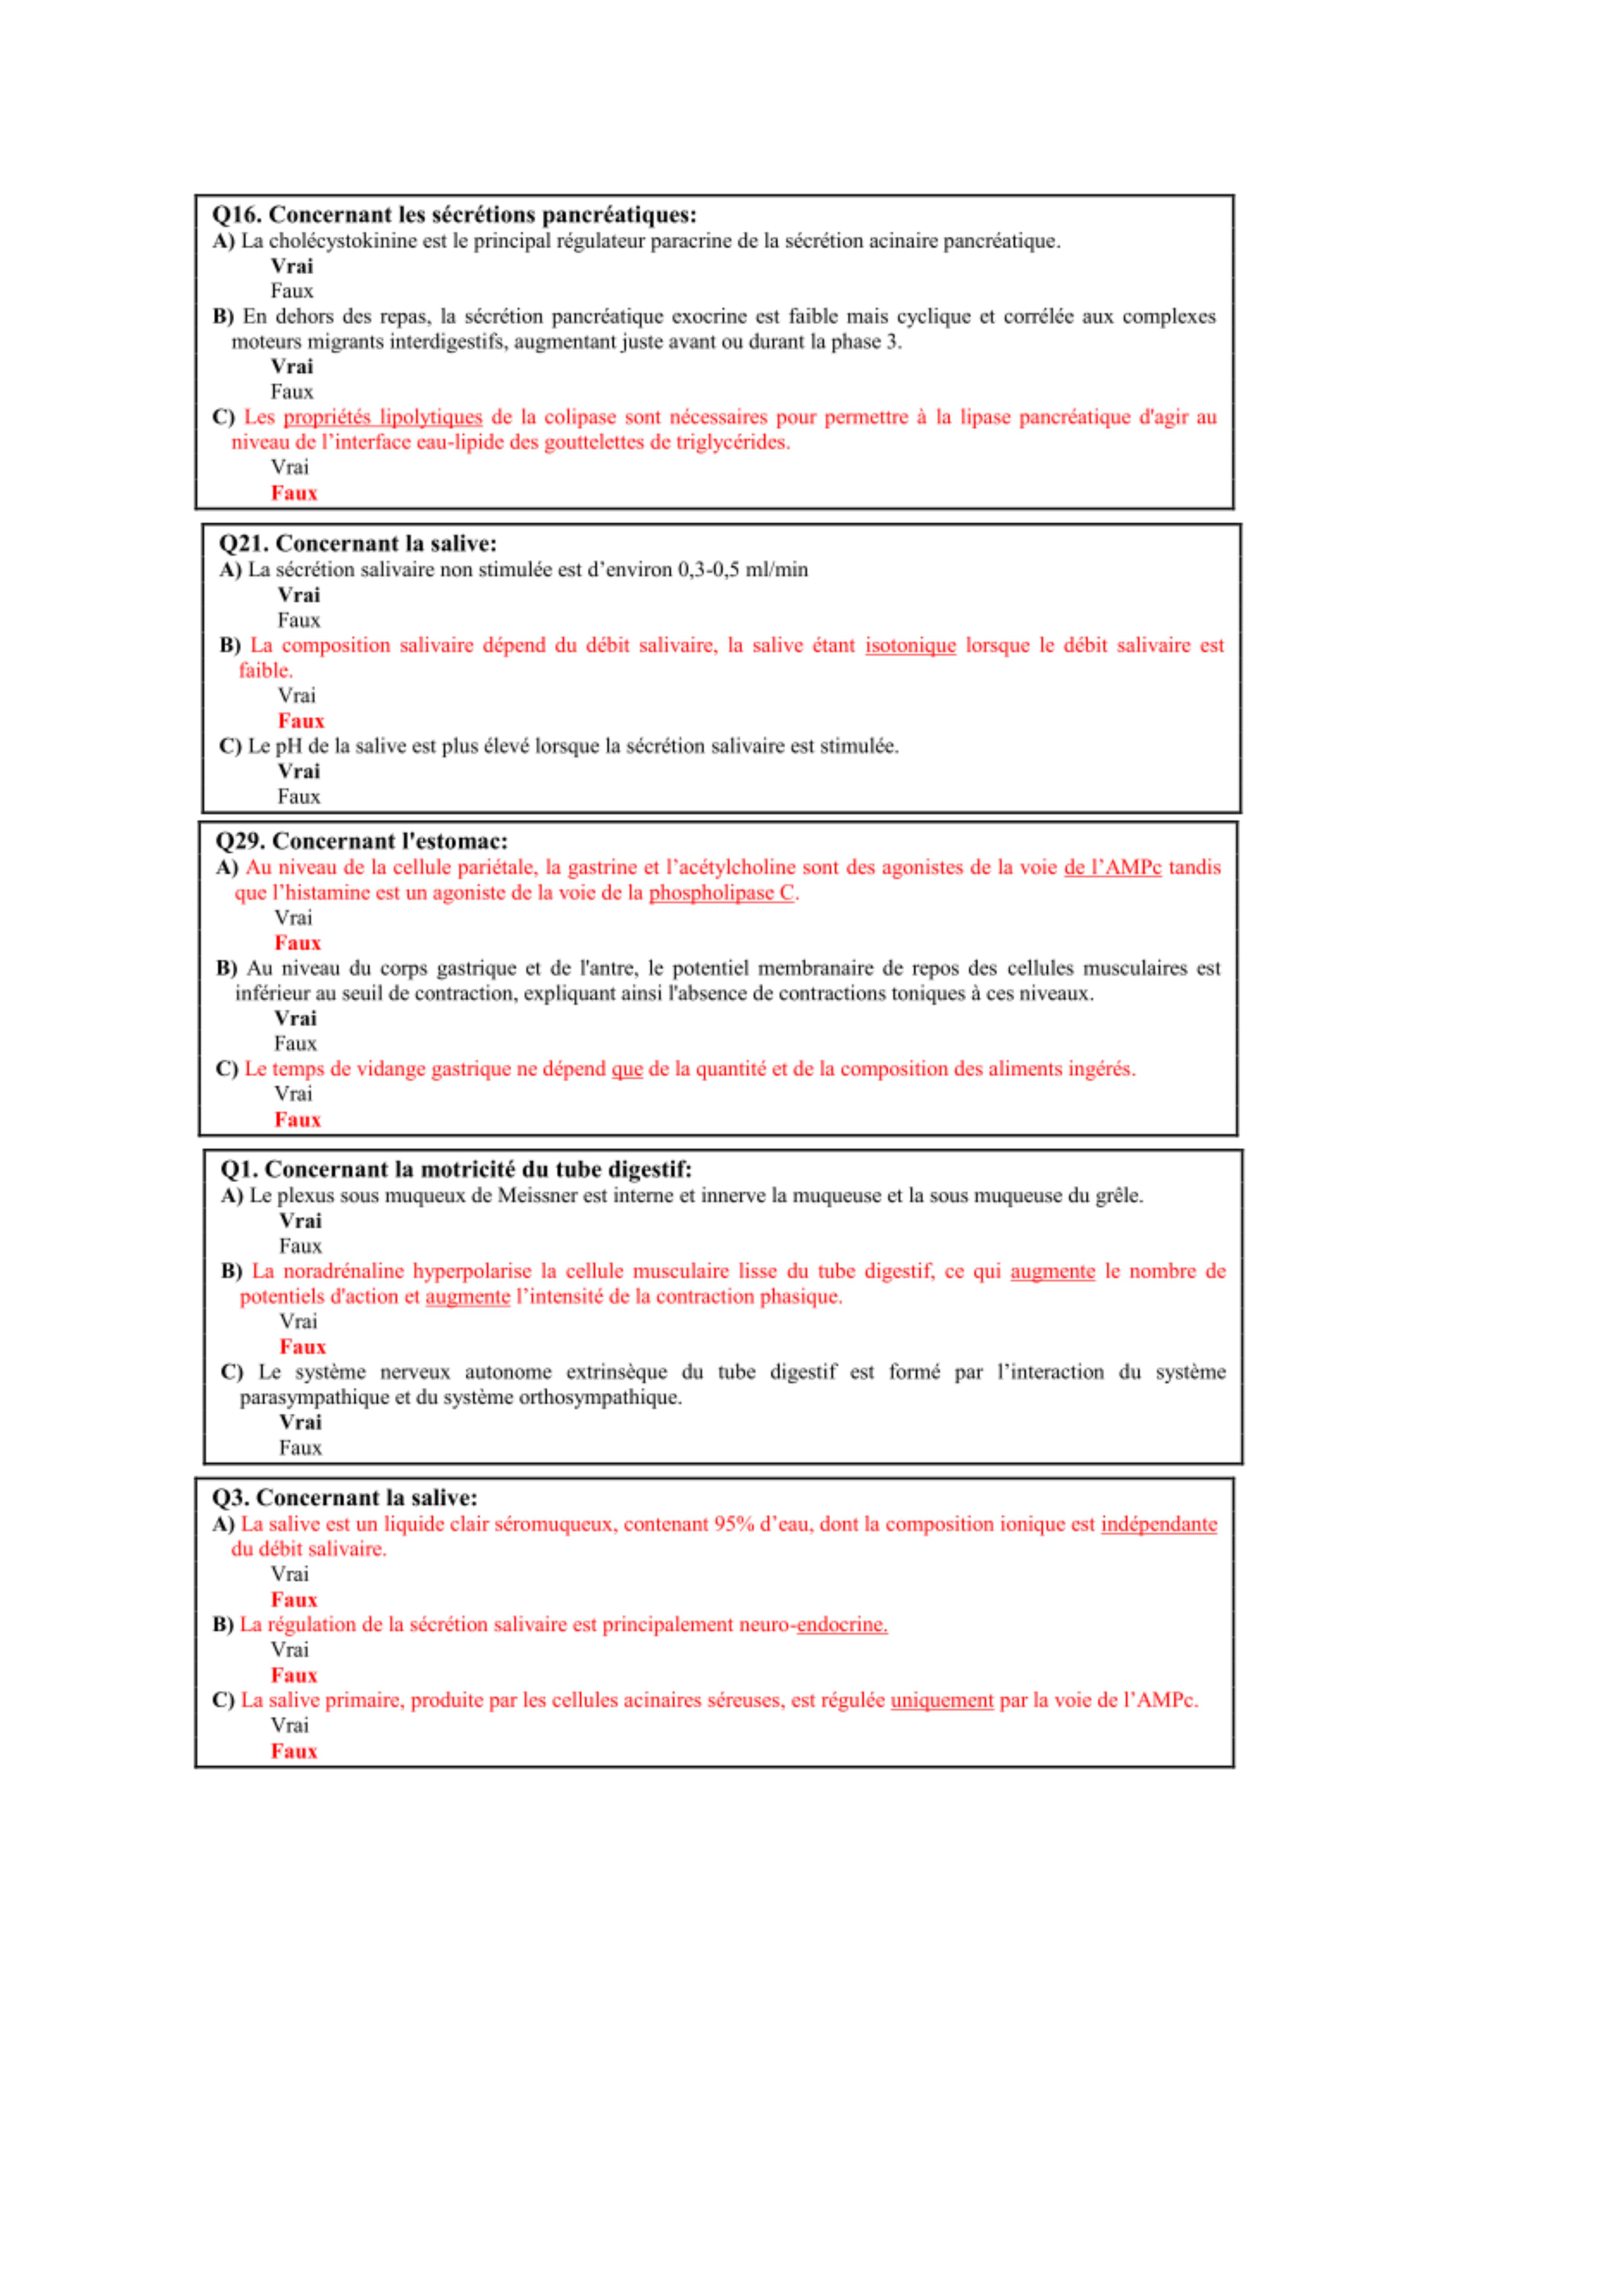 Q16. Concernant les sécrétions pancréatiques:
A) La cholécystokinine est le principal régulateur paracrine de la sécrétion acinaire pancréatique.
Vrai
Faux
B) En dehors des repas, la sécrétion pancréatique exocrine est faible mais cyclique et corrélée aux complexes
moteurs migrants interdigestifs, augmentant juste avant ou durant la phase 3.
Vrai
Faux
C) Les propriétés lipolytiques de la colipase sont nécessaires pour permettre à la lipase pancréatique d'agir au
niveau de l’interface eau-lipide des gouttelettes de triglycérides.
Vrai
Faux
Q21. Concernant la salive:
A) La sécrétion salivaire non stimulée est d’environ 0,3-0,5 ml/min
Vrai
Faux
B) La composition salivaire dépend du débit salivaire, la salive étant isotonique lorsque le débit salivaire est
faible.
Vrai
Faux
C) Le pH de la salive est plus élevé lorsque la sécrétion salivaire est stimulée.
Vrai
Faux
Q29. Concernant l'estomac:
A) Au niveau de la cellule pariétale, la gastrine et l’acétylcholine sont des agonistes de la voie de l’AMPc tandis
que l’histamine est un agoniste de la voie de la phospholipase C.
Vrai
Faux
B) Au niveau du corps gastrique et de l'antre, le potentiel membranaire de repos des cellules musculaires est
inférieur au seuil de contraction, expliquant ainsi l'absence de contractions toniques à ces niveaux.
Vrai
Faux
C) Le temps de vidange gastrique ne dépend que de la quantité et de la composition des aliments ingérés.
Vrai
Faux
Q1. Concernant la motricité du tube digestif:
A) Le plexus sous muqueux de Meissner est interne et innerve la muqueuse et la sous muqueuse du grêle.
Vrai
Faux
B) La noradrénaline hyperpolarise la cellule musculaire lisse du tube digestif, ce qui augmente le nombre de
potentiels d'action et augmente l’intensité de la contraction phasique.
Vrai
Faux
C) Le système nerveux autonome extrinsèque du tube digestif est formé par l’interaction du système
parasympathique et du système orthosympathique.
Vrai
Faux
Q3. Concernant la salive:
A) La salive est un liquide clair séromuqueux, contenant 95% d’eau, dont la composition ionique est indépendante
du débit salivaire.
Vrai
Faux
B) La régulation de la sécrétion salivaire est principalement neuro-endocrine.
Vrai
Faux
C) La salive primaire, produite par les cellules acinaires séreuses, est régulée uniquement par la voie de l’AMPc.
Vrai
Faux